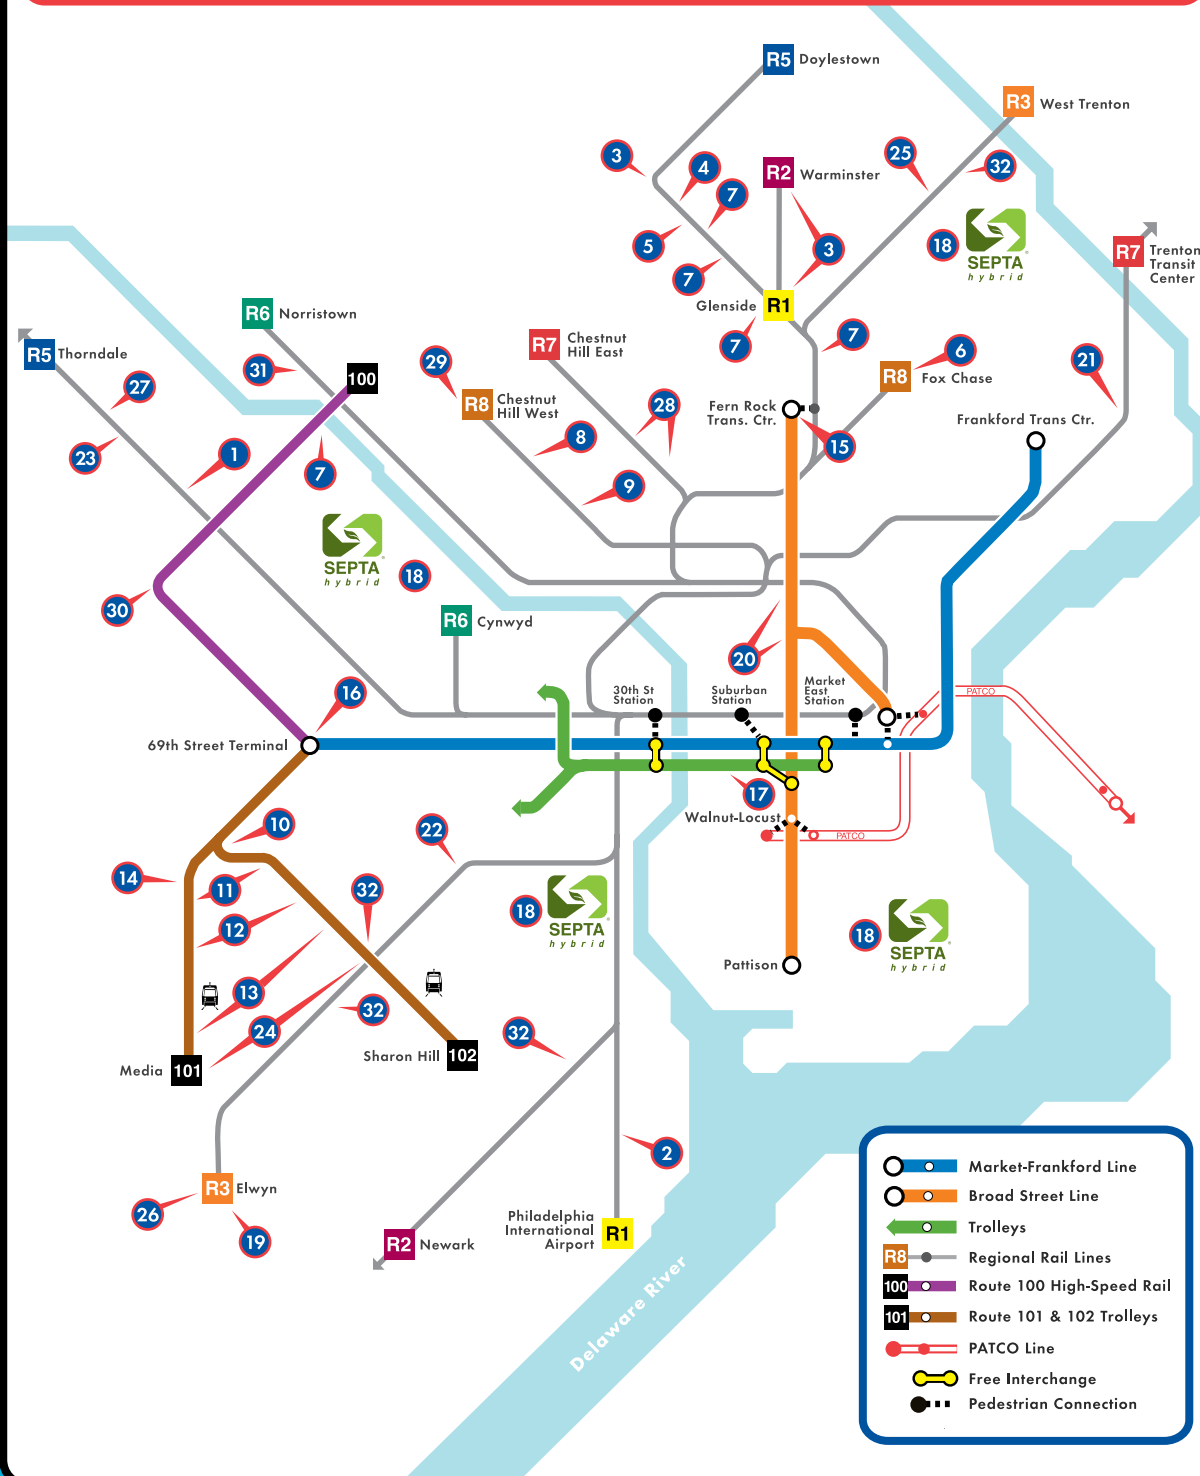 R5 Doylestown
R3 West Trenton
3
4
25
32
R2 Warminster
7
5
3
18
SEPTA
hybrid
R7 Trenton
Transit
Center
7
Glenside R1
R6 Norristown
7
7
R7 Chestnut
Hill East
R5 Thorndale
31
29
6
21
27
100
R8 Fox Chase
R8 Chestnut
Hill West
28
Fern Rock
Trans. Ctr.
Frankford Trans Ctr.
8
15
23
1
7
9
SEPTA
hybrid
18
30
R6 Cynwyd
20
16
30th St
Station
Suburban
Station
Market
East
Station
PATCO
69th Street Terminal
17
Walnut-Locust
PATCO
10
22
14
11
32
12
18
SEPTA
hybrid
18
SEPTA
hybrid
Pattison
13
32
24
32
Sharon Hill 102
Media 101
2
R3 Elwyn
26
19
Philadelphia
International
Airport R1
R2 Newark
Delaware River
Market-Frankford Line
Broad Street Line
Trolleys
R8 Regional Rail Lines
100 Route 100 High-Speed Rail
101 Route 101 & 102 Trolleys
PATCO Line
Free Interchange
Pedestrian Connection